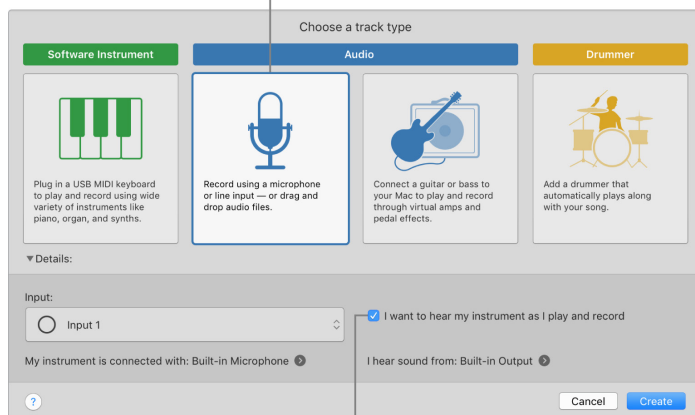 Choose a track type
Software Instrument
Audio
Drummer
Plug in a USB MIDI keyboard
to play and record using wide
variety of instruments like
piano, organ, and synths.
Record using a microphone
or line input — or drag and
drop audio files.
Connect a guitar or bass to
your Mac to play and record
through virtual amps and
pedal effects.
Add a drummer that
automatically plays along
with your song.
Details:
Input:
Input 1
I want to hear my instrument as I play and record
My instrument is connected with: Built-in Microphone
I hear sound from: Built-in Output
?
Cancel
Create